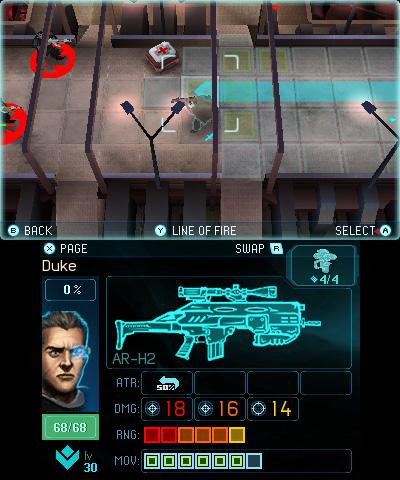 B BACK Y LINE OF FIRE SELECT A
X PAGE SWAP R
Duke
4/4
0%
AR-H2
ATR: 50%
DMG: 18 16 14
68/68
RNG:
lv 30
MOV: